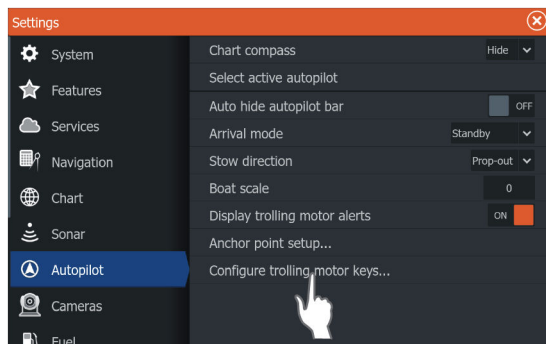 Settings
System
Features
Services
Navigation
Chart
Sonar
Autopilot
Cameras
Fuel
Chart compass Hide
Select active autopilot
Auto hide autopilot bar OFF
Arrival mode Standby
Stow direction Prop-out
Boat scale 0
Display trolling motor alerts ON
Anchor point setup...
Configure trolling motor keys...